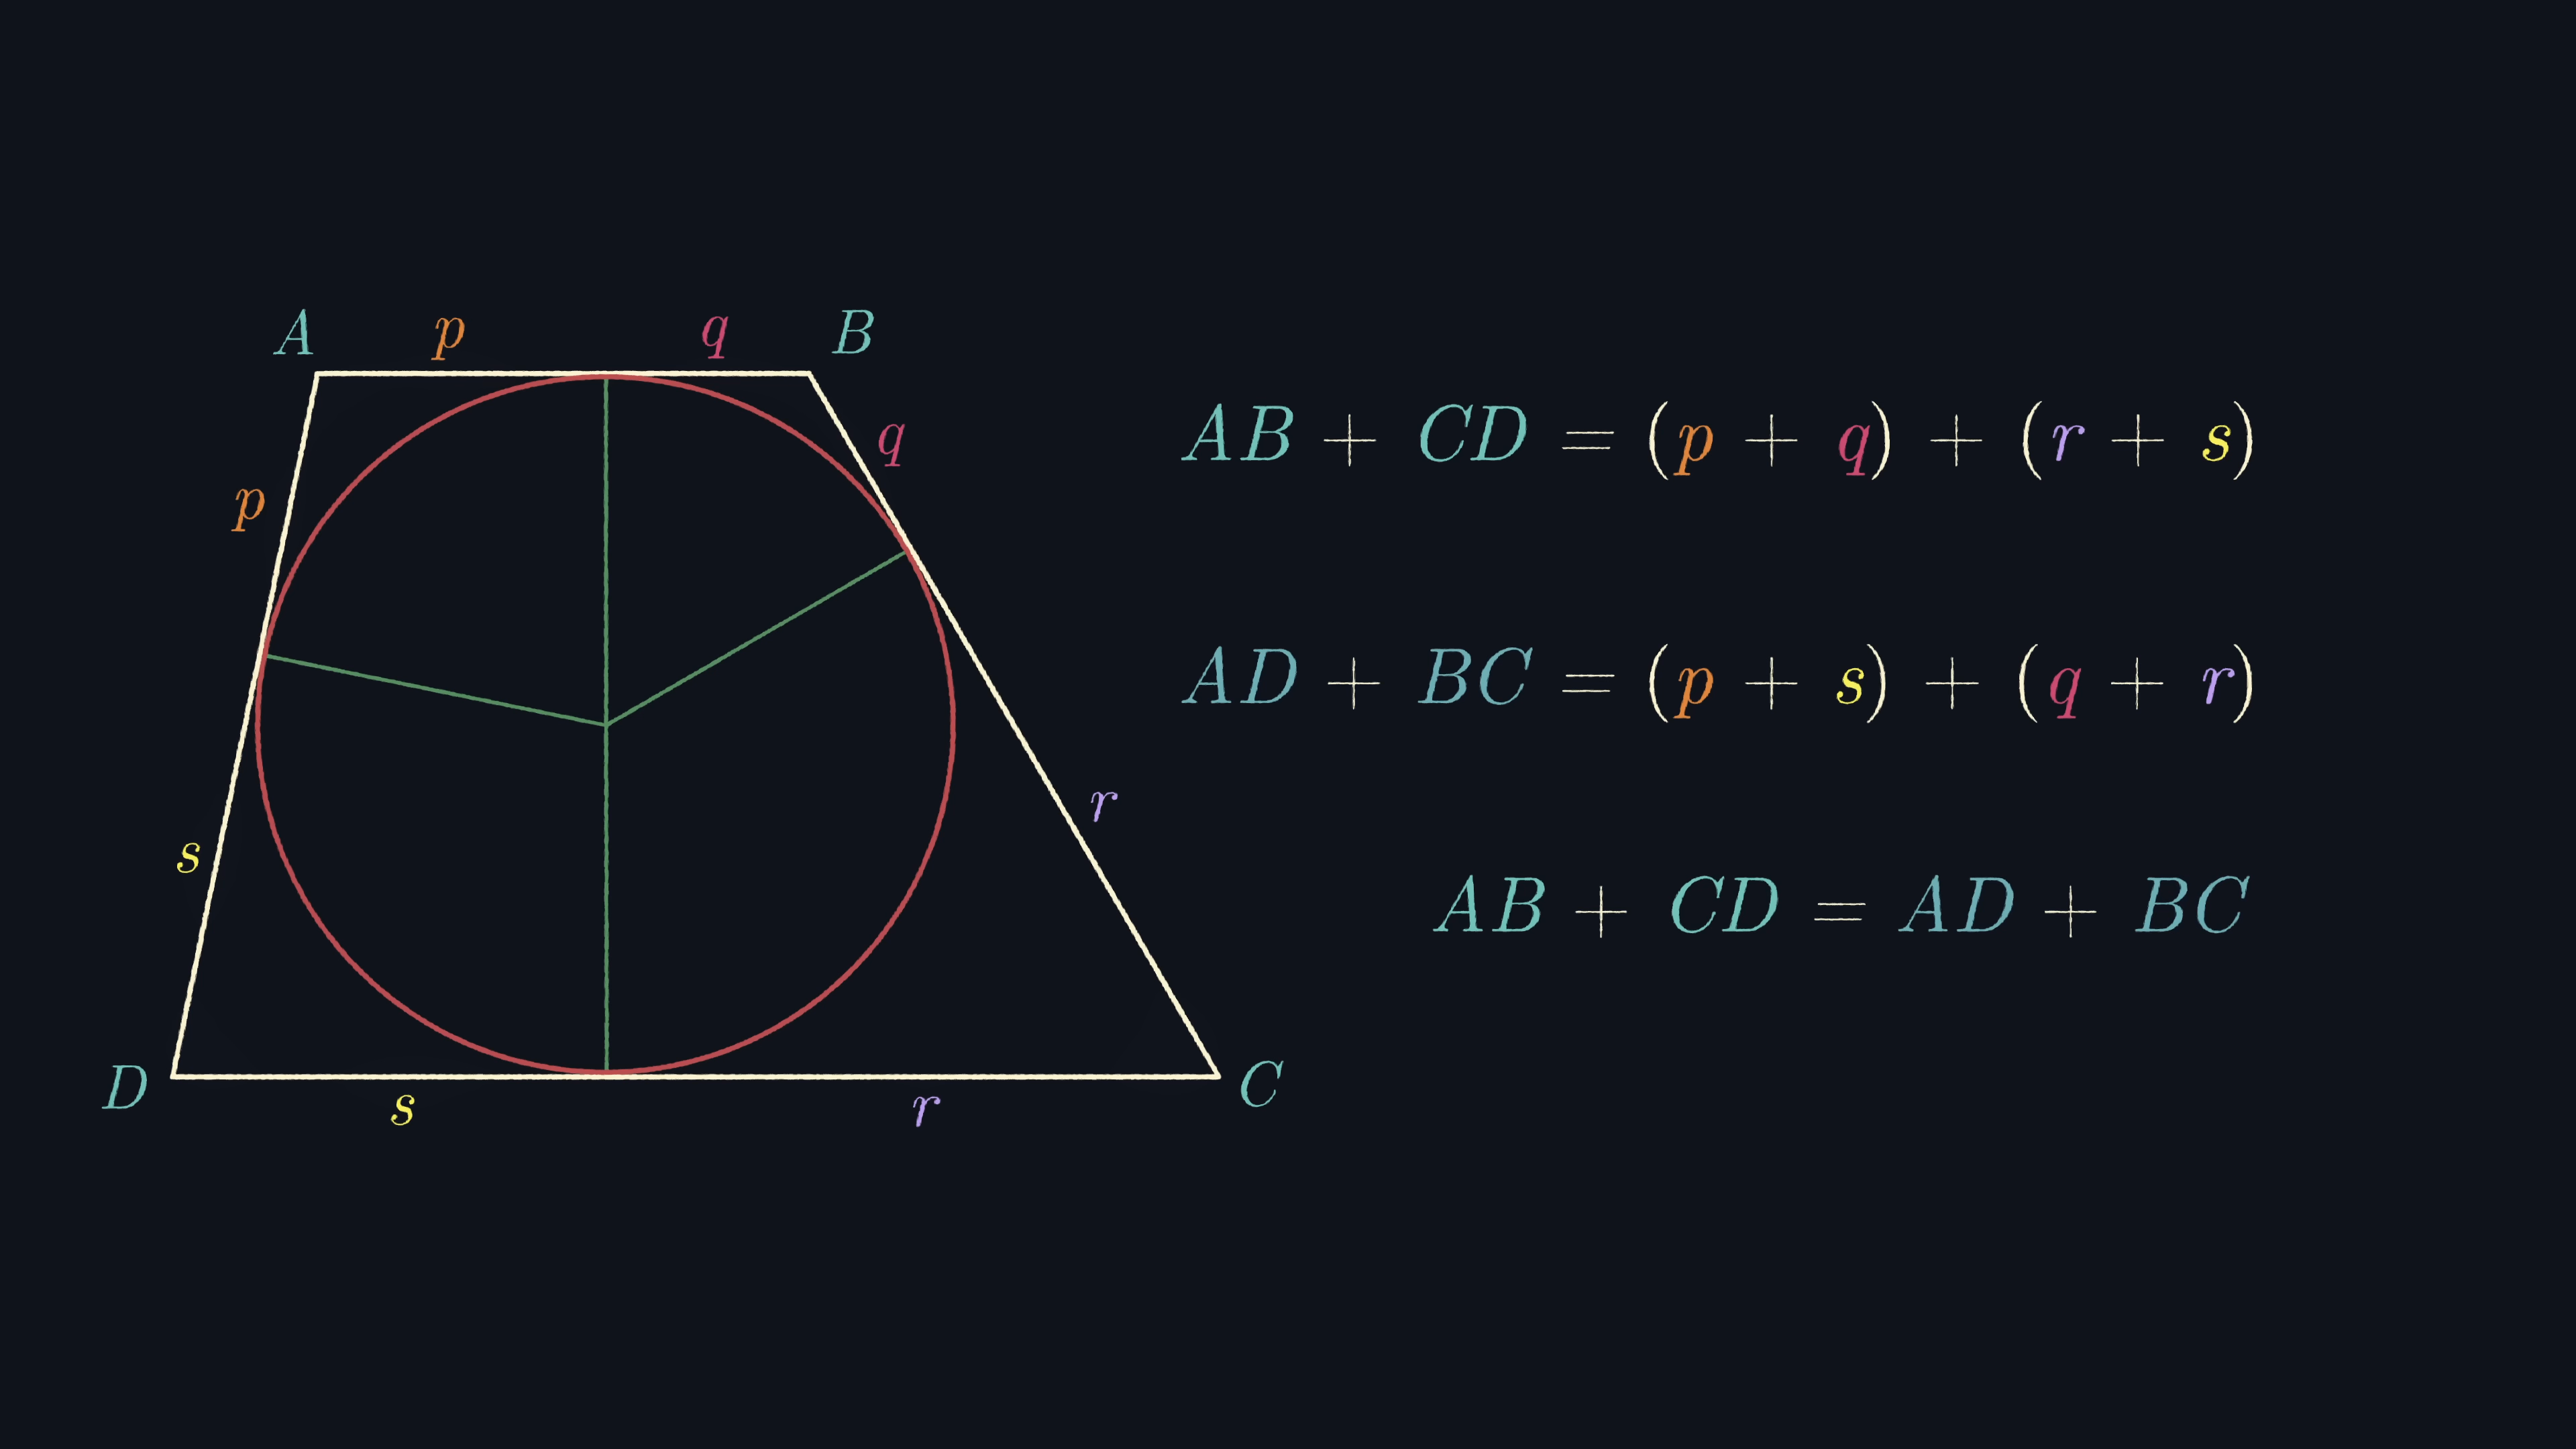 A p q B
q
p
s
r
D s r C
AB + CD = (p + q) + (r + s)
AD + BC = (p + s) + (q + r)
AB + CD = AD + BC